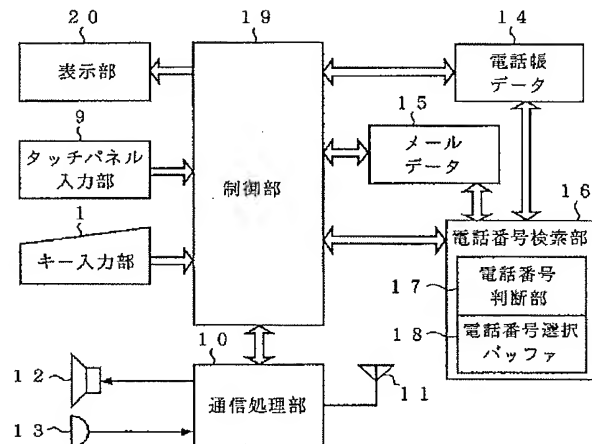 20
19
14
表示部
電話帳
データ
15
9
タッチパネル
入力部
メール
データ
制御部
16
1
キー入力部
電話番号検索部
17
電話番号
判断部
10
18
電話番号選択
バッファ
12
通信処理部
11
13